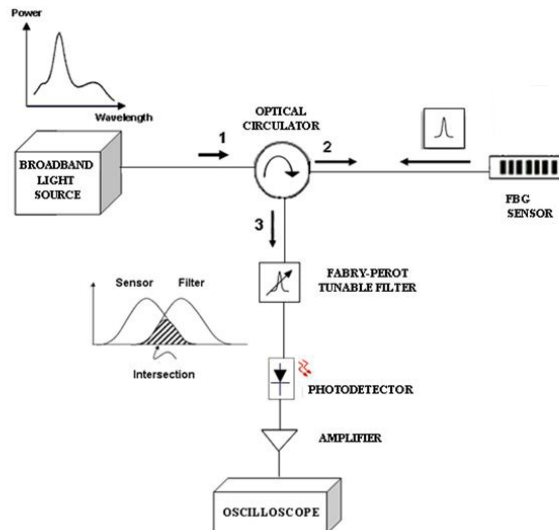 Power
Wavelength
OPTICAL
CIRCULATOR
1
2
BROADBAND
LIGHT
SOURCE
FBG
SENSOR
3
Sensor
Filter
FABRY-PEROT
TUNABLE FILTER
Intersection
PHOTODETECTOR
AMPLIFIER
OSCILLOSCOPE